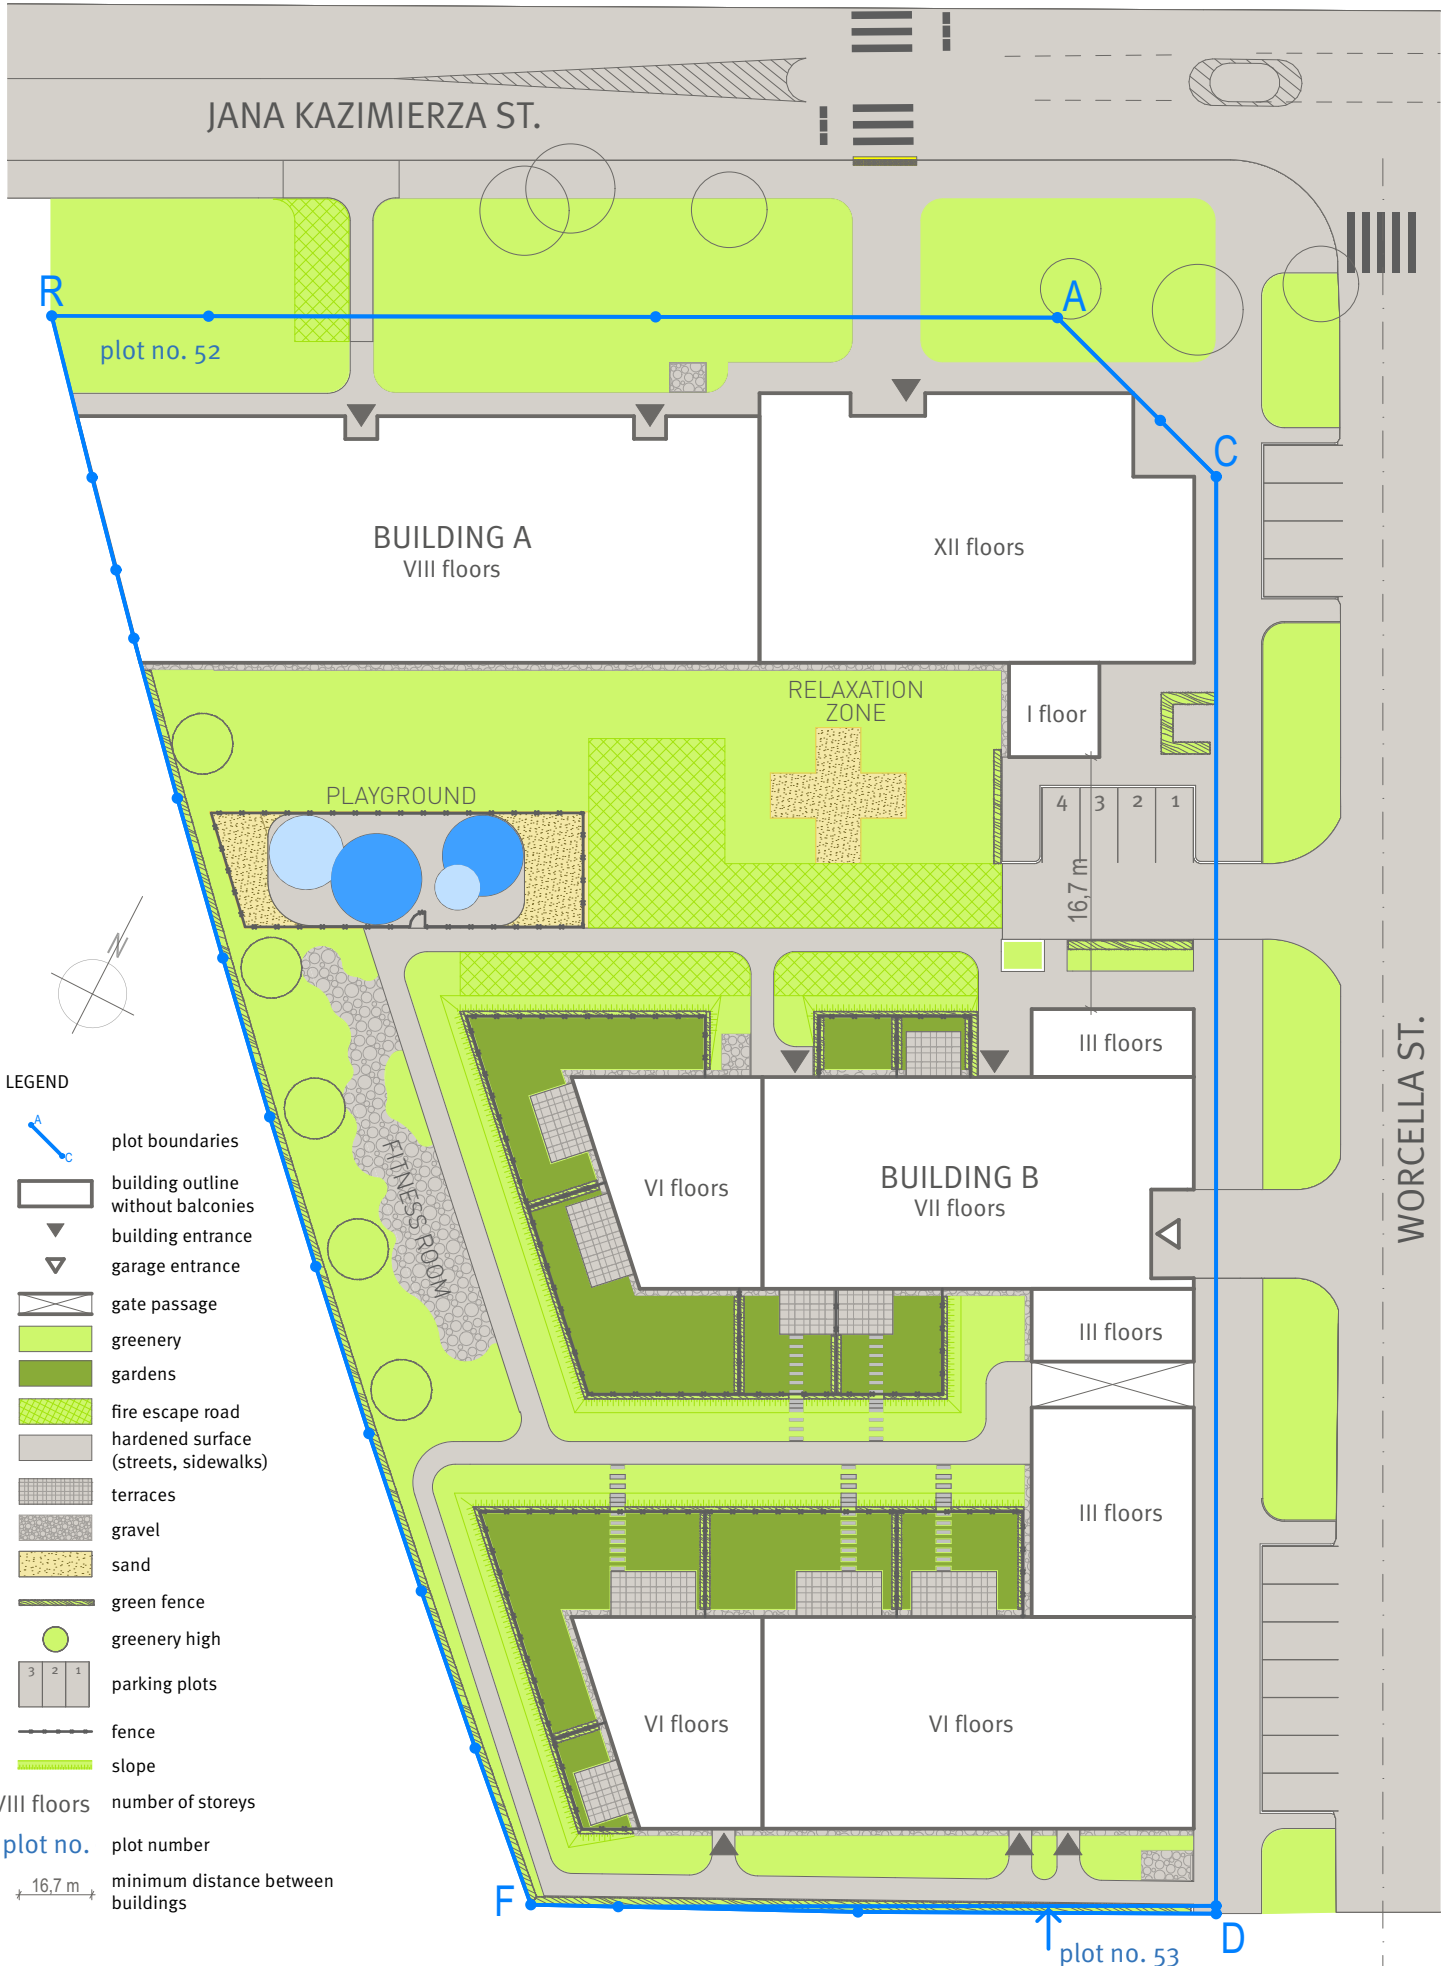 JANA KAZIMIERZA ST.
R
A
plot no. 52
C
BUILDING A
VIII floors
XII floors
RELAXATION
ZONE
I floor
PLAYGROUND
4 3 2 1
16,7 m
N
III floors
WORCELLA ST.
FITNESS ROOM
VI floors
BUILDING B
VII floors
III floors
III floors
VI floors
VI floors
F
D
plot no. 53
LEGEND
A
C
plot boundaries
building outline
without balconies
building entrance
garage entrance
gate passage
greenery
gardens
fire escape road
hardened surface
(streets, sidewalks)
terraces
gravel
sand
green fence
greenery high
3 2 1
parking plots
fence
slope
VIII floors number of storeys
plot no. plot number
16,7 m minimum distance between
buildings